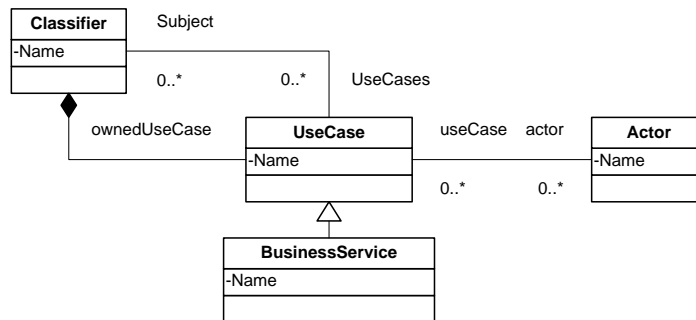 Classifier Subject
-Name
0..* 0..* UseCases
ownedUseCase UseCase useCase actor Actor
-Name -Name
0..* 0..*
BusinessService
-Name